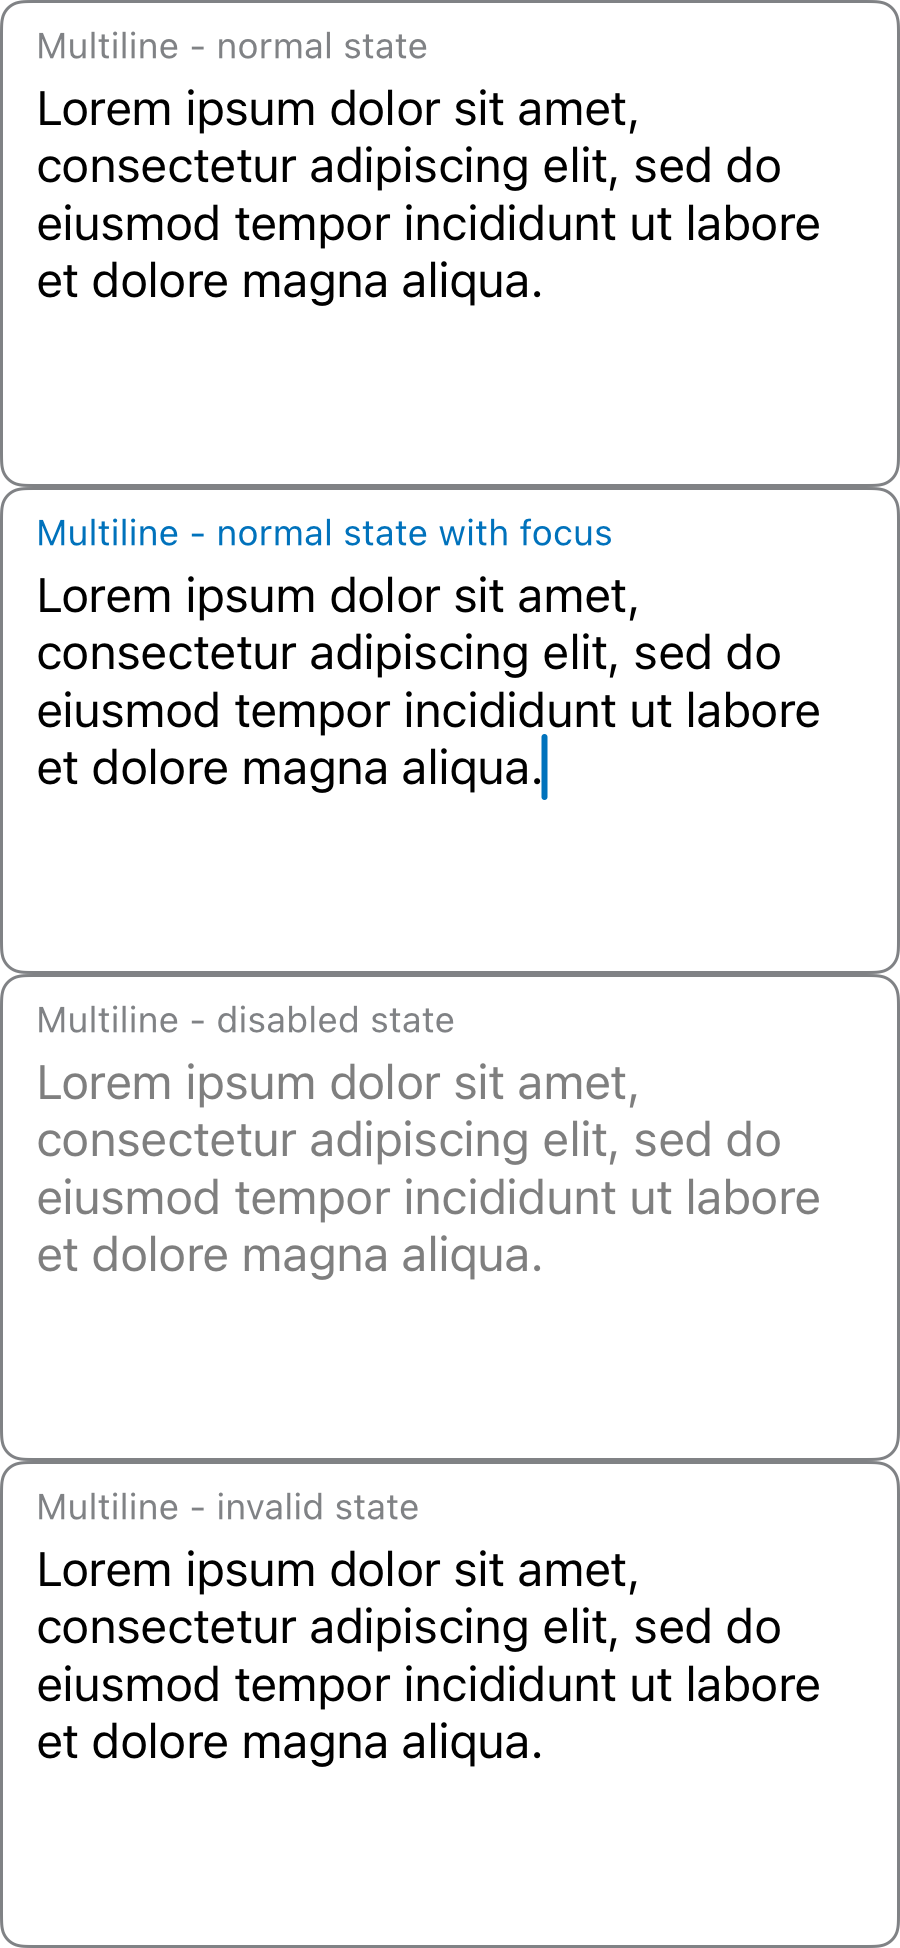 Multiline - normal state
Lorem ipsum dolor sit amet,
consectetur adipiscing elit, sed do
eiusmod tempor incididunt ut labore
et dolore magna aliqua.
Multiline - normal state with focus
Lorem ipsum dolor sit amet,
consectetur adipiscing elit, sed do
eiusmod tempor incididunt ut labore
et dolore magna aliqua.
Multiline - disabled state
Lorem ipsum dolor sit amet,
consectetur adipiscing elit, sed do
eiusmod tempor incididunt ut labore
et dolore magna aliqua.
Multiline - invalid state
Lorem ipsum dolor sit amet,
consectetur adipiscing elit, sed do
eiusmod tempor incididunt ut labore
et dolore magna aliqua.